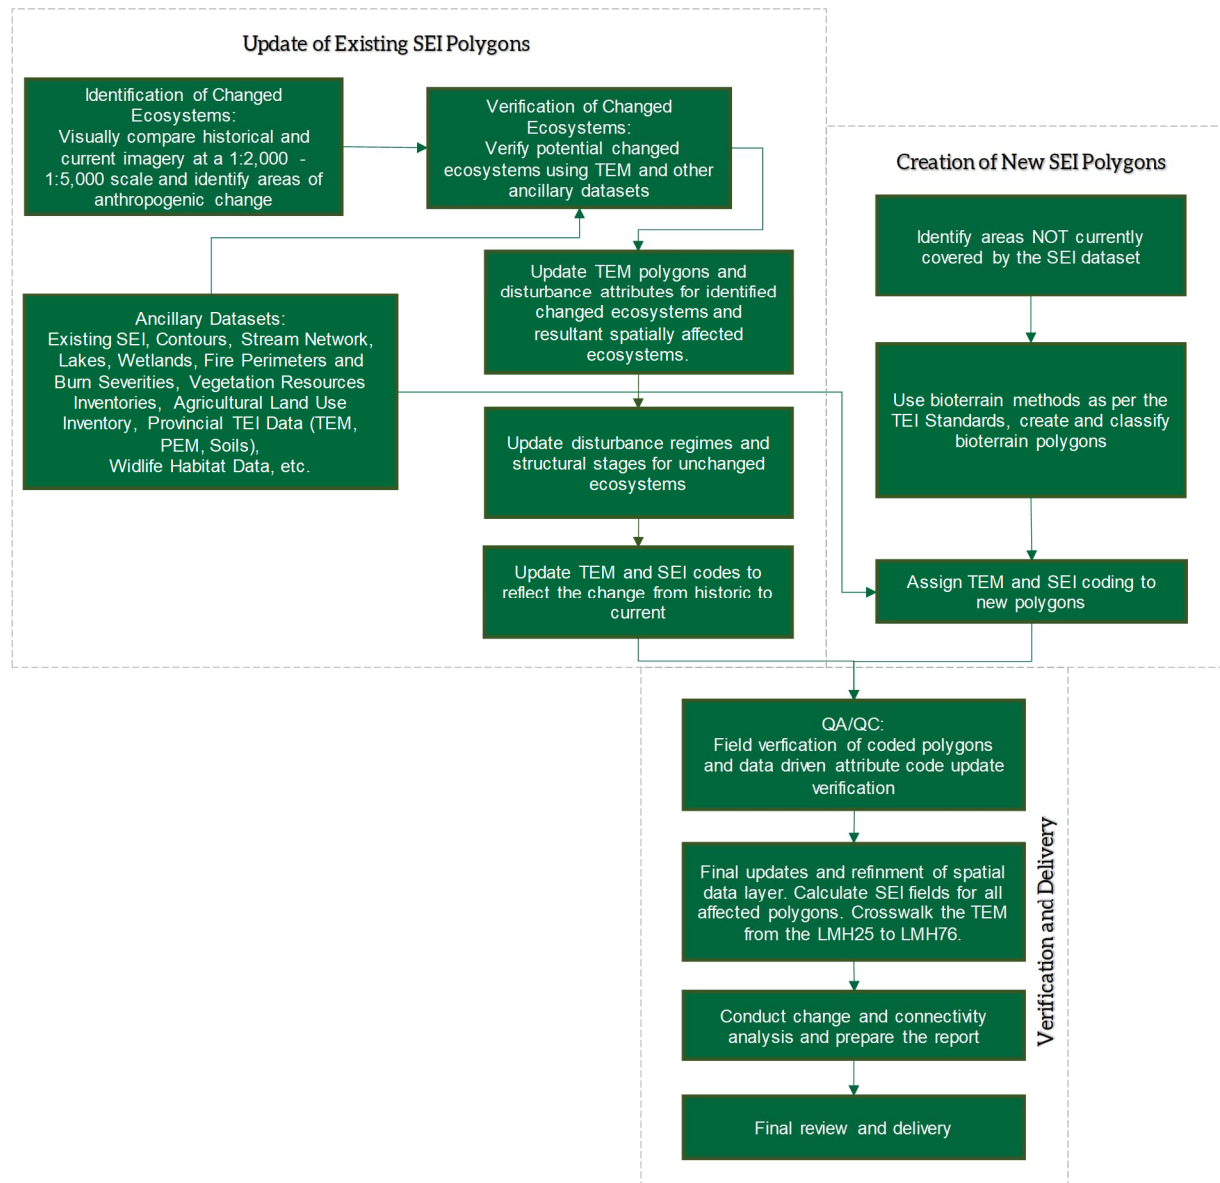 Update of Existing SEI Polygons
Identification of Changed
Ecosystems:
Visually compare historical and
current imagery at a 1:2,000 -
1:5,000 scale and identify areas of
anthropogenic change
Verification of Changed
Ecosystems:
Verify potential changed
ecosystems using TEM and other
ancillary datasets
Ancillary Datasets:
Existing SEI, Contours, Stream Network,
Lakes, Wetlands, Fire Perimeters and
Burn Severities, Vegetation Resources
Inventories, Agricultural Land Use
Inventory, Provincial TEI Data (TEM,
PEM, Soils),
Widlife Habitat Data, etc.
Update TEM polygons and
disturbance attributes for identified
changed ecosystems and
resultant spatially affected
ecosystems.
Update disturbance regimes and
structural stages for unchanged
ecosystems
Update TEM and SEI codes to
reflect the change from historic to
current
Creation of New SEI Polygons
Identify areas NOT currently
covered by the SEI dataset
Use bioterrain methods as per the
TEI Standards, create and classify
bioterrain polygons
Assign TEM and SEI coding to
new polygons
Verification and Delivery
QA/QC:
Field verfication of coded polygons
and data driven attribute code update
verification
Final updates and refinment of spatial
data layer. Calculate SEI fields for all
affected polygons. Crosswalk the TEM
from the LMH25 to LMH76.
Conduct change and connectivity
analysis and prepare the report
Final review and delivery